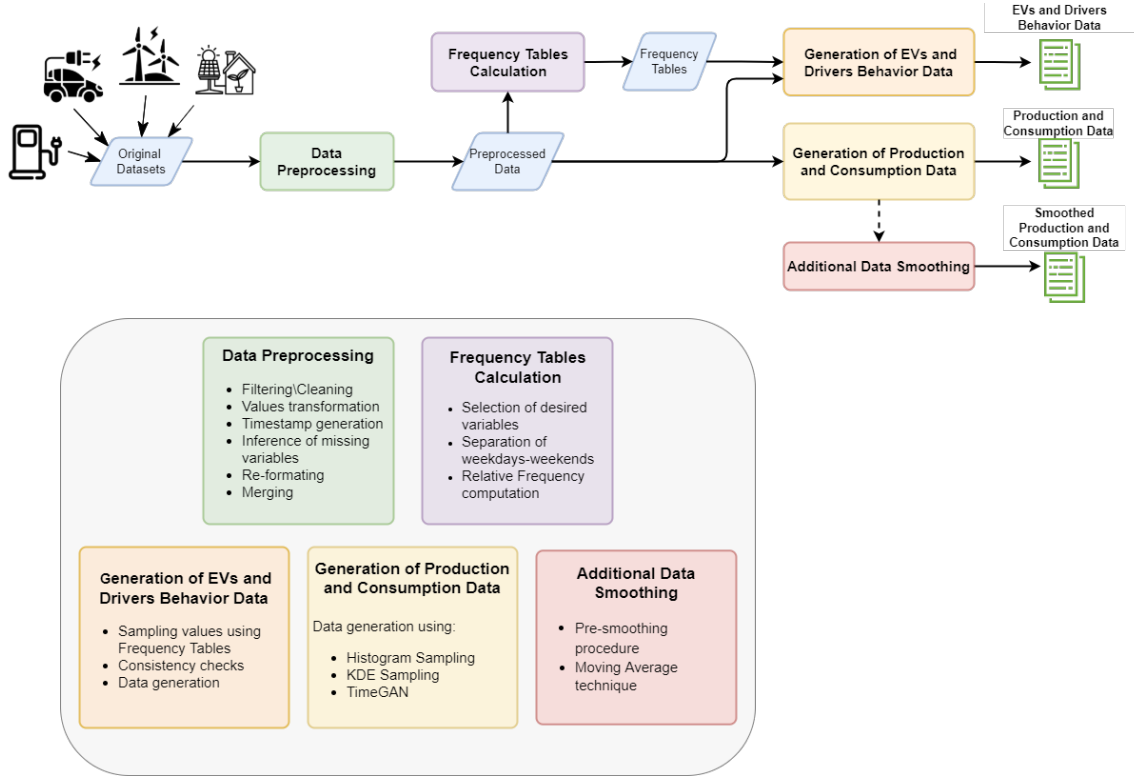 EVs and Drivers
Behavior Data
Frequency Tables
Calculation
Frequency
Tables
Generation of EVs and
Drivers Behavior Data
Original
Datasets
Data
Preprocessing
Preprocessed
Data
Generation of Production
and Consumption Data
Production and
Consumption Data
Additional Data Smoothing
Smoothed
Production and
Consumption Data
Data Preprocessing
• Filtering\Cleaning
• Values transformation
• Timestamp generation
• Inference of missing
variables
• Re-formating
• Merging
Frequency Tables
Calculation
• Selection of desired
variables
• Separation of
weekdays-weekends
• Relative Frequency
computation
Generation of EVs and
Drivers Behavior Data
• Sampling values using
Frequency Tables
• Consistency checks
• Data generation
Generation of Production
and Consumption Data
Data generation using:
• Histogram Sampling
• KDE Sampling
• TimeGAN
Additional Data
Smoothing
• Pre-smoothing
procedure
• Moving Average
technique